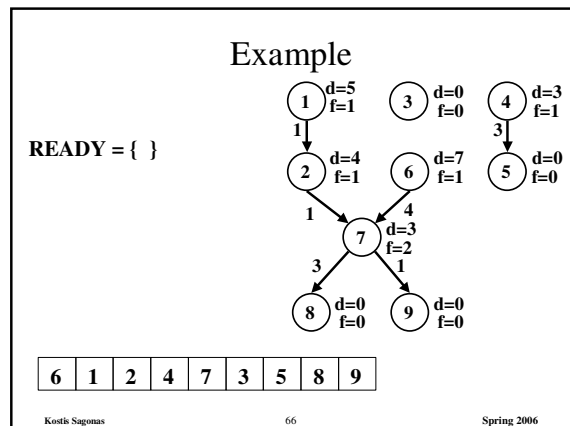 Example
1 d=5 f=1
3 d=0 f=0
4 d=3 f=1
1
3
READY = { }
2 d=4 f=1
6 d=7 f=1
5 d=0 f=0
1
4
7 d=3 f=2
3
1
8 d=0 f=0
9 d=0 f=0
6 1 2 4 7 3 5 8 9
Kostis Sagonas 66 Spring 2006